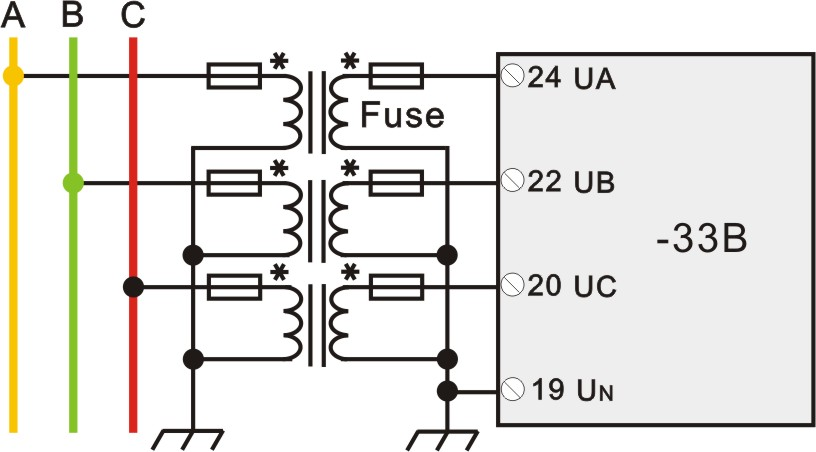 A B C
* *
24 UA
Fuse
* *
22 UB
-33B
* *
20 UC
19 UN